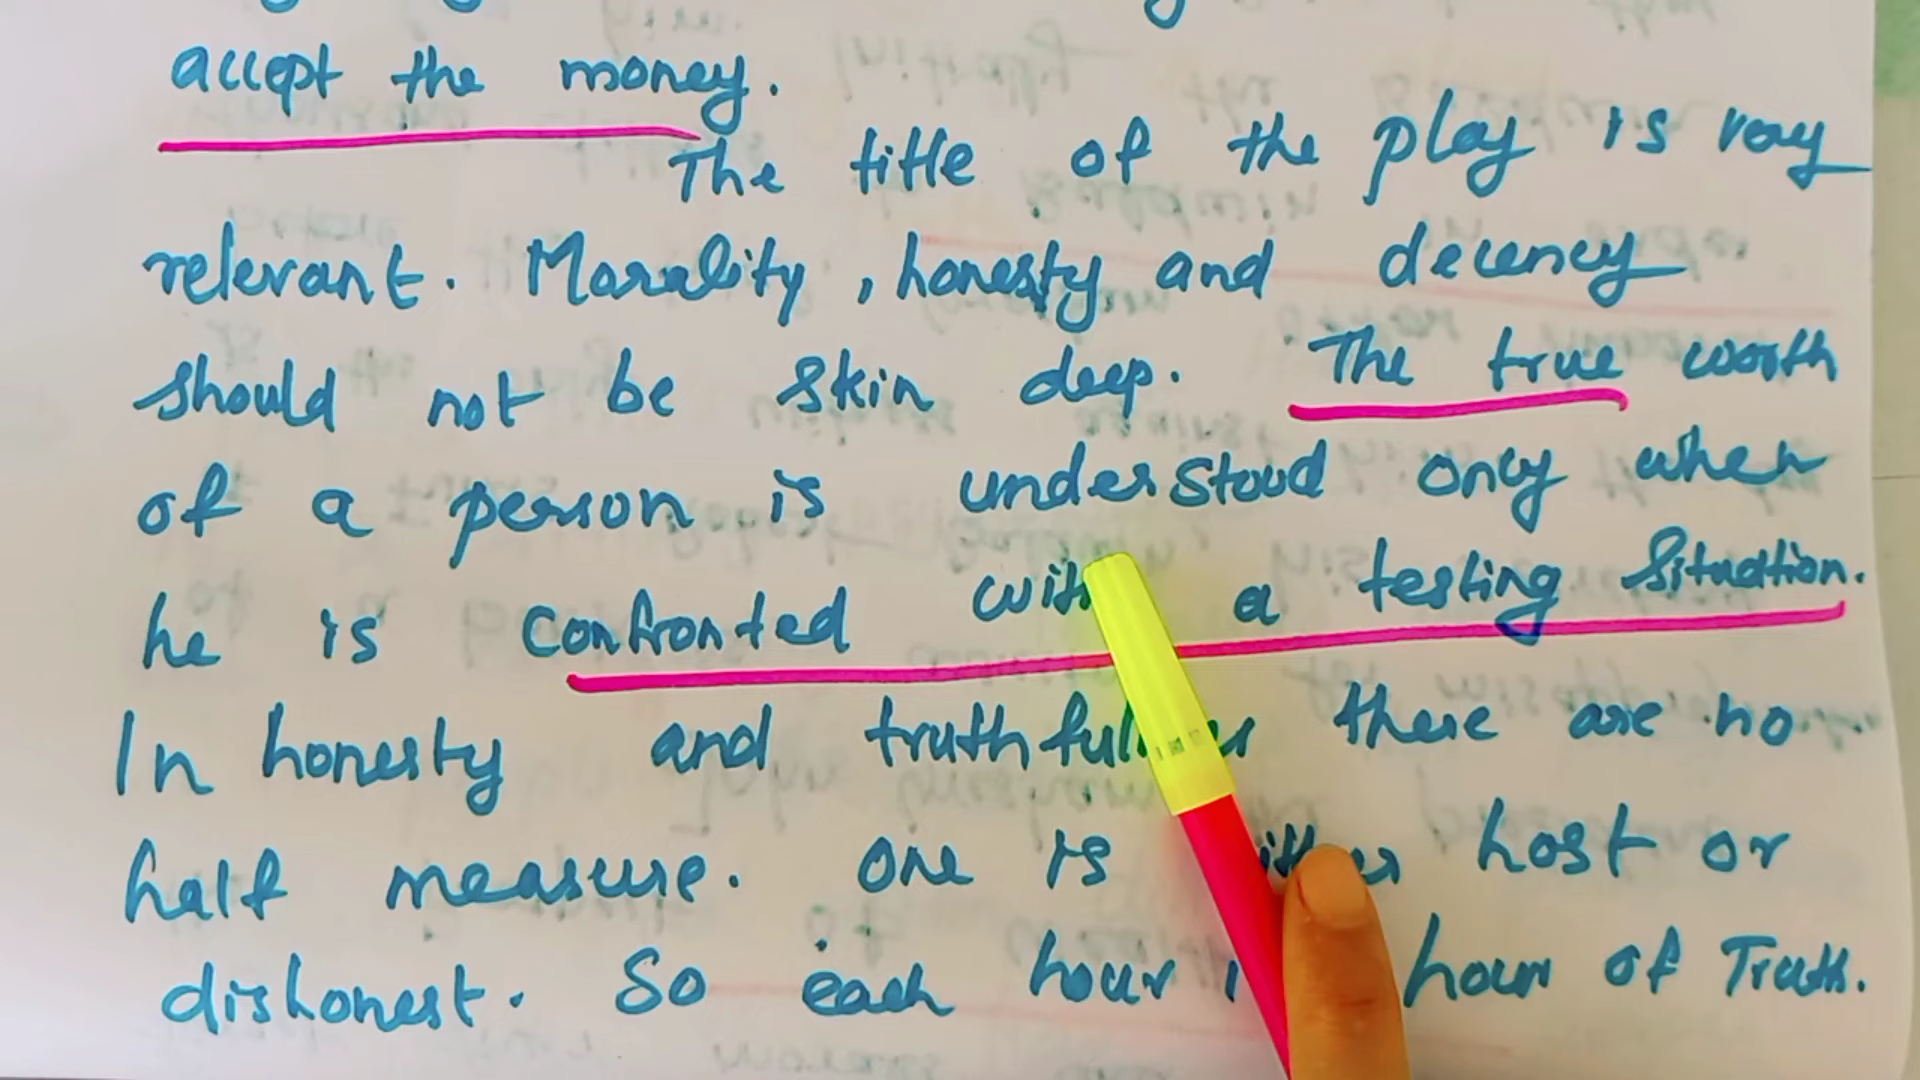 accept the money.
The title of the play is very
relevant. Morality, honesty and decency
should not be skin deep. The true worth
of a person is understood only when
he is confronted with a testing situation.
In honesty and there are no
half measure. One is host or
dishonest. So each hour hour of Truth.